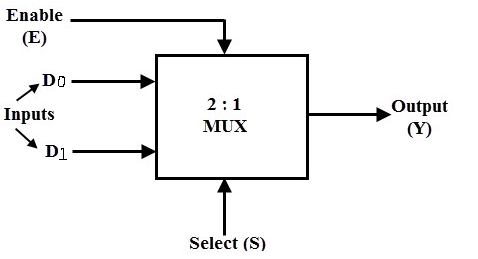 Enable
(E)
D0
Inputs
D1
2 : 1
MUX
Output
(Y)
Select (S)